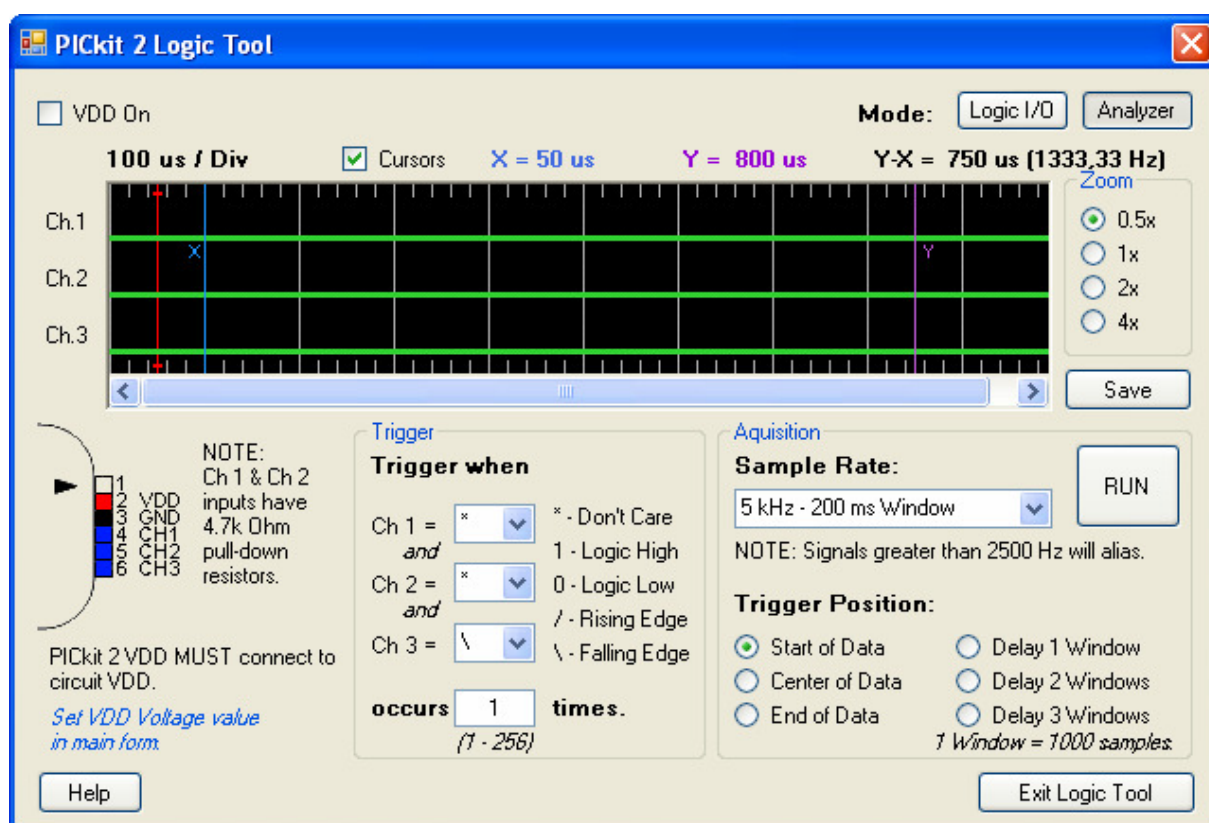 PICkit 2 Logic Tool
VDD On
Mode: Logic I/O Analyzer
100 us / Div Cursors X = 50 us Y = 800 us Y-X = 750 us (1333,33 Hz)
Zoom
Ch.1
Ch.2
Ch.3
X
Y
0.5x
1x
2x
4x
Save
1
2 VDD
3 GND
4 CH1
5 CH2
6 CH3
NOTE:
Ch 1 & Ch 2
inputs have
4.7k Ohm
pull-down
resistors.
PICkit 2 VDD MUST connect to
circuit VDD.
Set VDD Voltage value
in main form.
Trigger
Trigger when
Ch 1 = *
and
Ch 2 = *
and
Ch 3 = \
* - Don't Care
1 - Logic High
0 - Logic Low
/ - Rising Edge
\ - Falling Edge
occurs 1 times.
(1 - 256)
Aquisition
Sample Rate:
5 kHz - 200 ms Window
RUN
NOTE: Signals greater than 2500 Hz will alias.
Trigger Position:
Start of Data
Center of Data
End of Data
Delay 1 Window
Delay 2 Windows
Delay 3 Windows
1 Window = 1000 samples.
Help
Exit Logic Tool